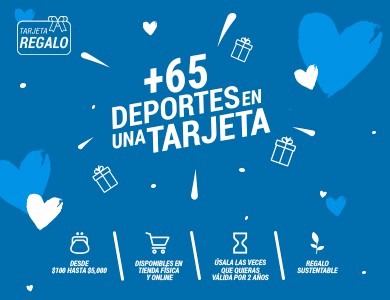 TARJETA
REGALO
+65
DEPORTES EN
UNA TARJETA
DESDE
$100 HASTA $5,000
DISPONIBLES EN
TIENDA FÍSICA
Y ONLINE
ÚSALA LAS VECES
QUE QUIERAS
VÁLIDA POR 2 AÑOS
REGALO
SUSTENTABLE